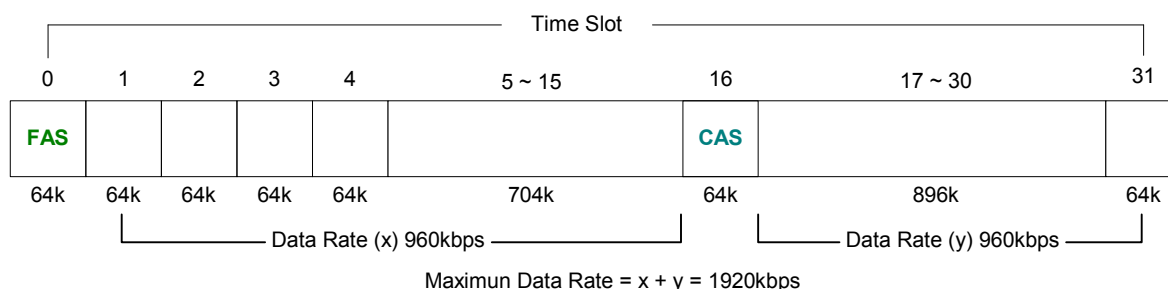 Time Slot
0 1 2 3 4 5 ~ 15 16 17 ~ 30 31
FAS CAS
64k 64k 64k 64k 64k 704k 64k 896k 64k
Data Rate (x) 960kbps Data Rate (y) 960kbps
Maximun Data Rate = x + y = 1920kbps